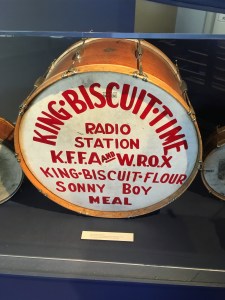 KING·BISCUIT·TIME
RADIO
STATION
K.F.F.A AND W.R.O.X
KING-BISCUIT-FLOUR
SONNY BOY
MEAL